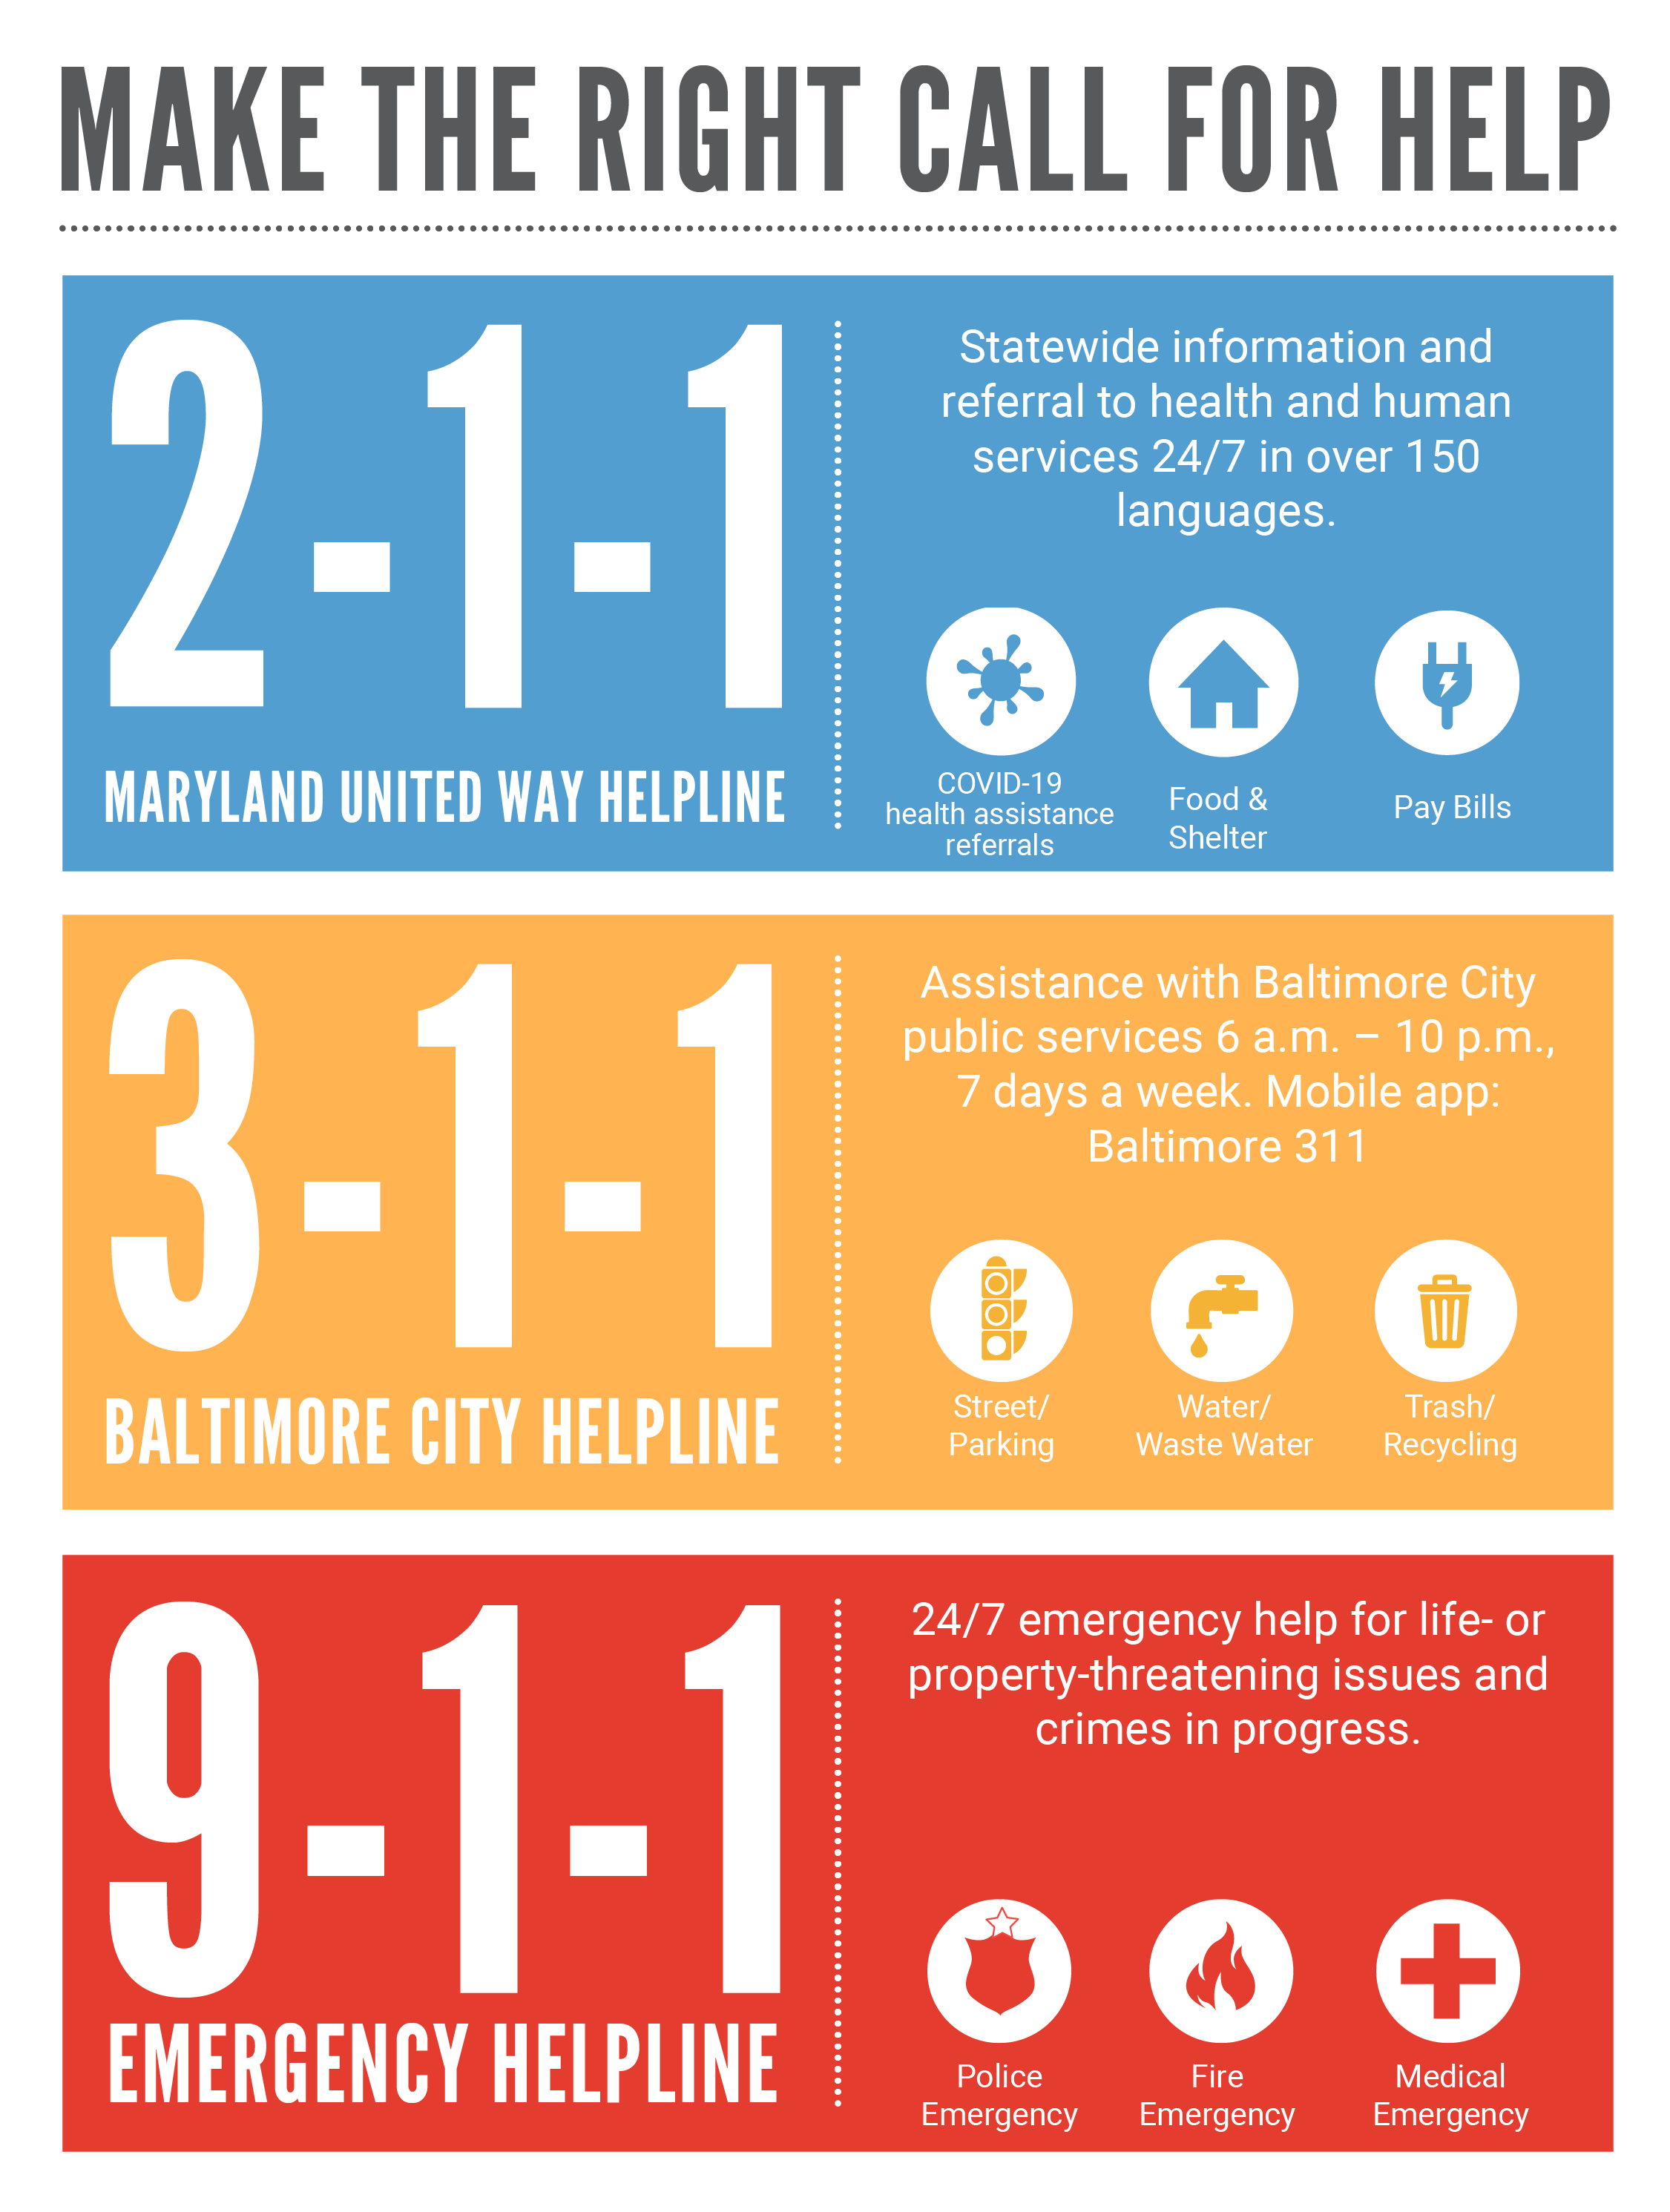 MAKE THE RIGHT CALL FOR HELP
2-1-1
MARYLAND UNITED WAY HELPLINE
Statewide information and
referral to health and human
services 24/7 in over 150
languages.
COVID-19
health assistance
referrals
Food &
Shelter
Pay Bills
3-1-1
BALTIMORE CITY HELPLINE
Assistance with Baltimore City
public services 6 a.m. – 10 p.m.,
7 days a week. Mobile app:
Baltimore 311
Street/
Parking
Water/
Waste Water
Trash/
Recycling
9-1-1
EMERGENCY HELPLINE
24/7 emergency help for life- or
property-threatening issues and
crimes in progress.
Police
Emergency
Fire
Emergency
Medical
Emergency